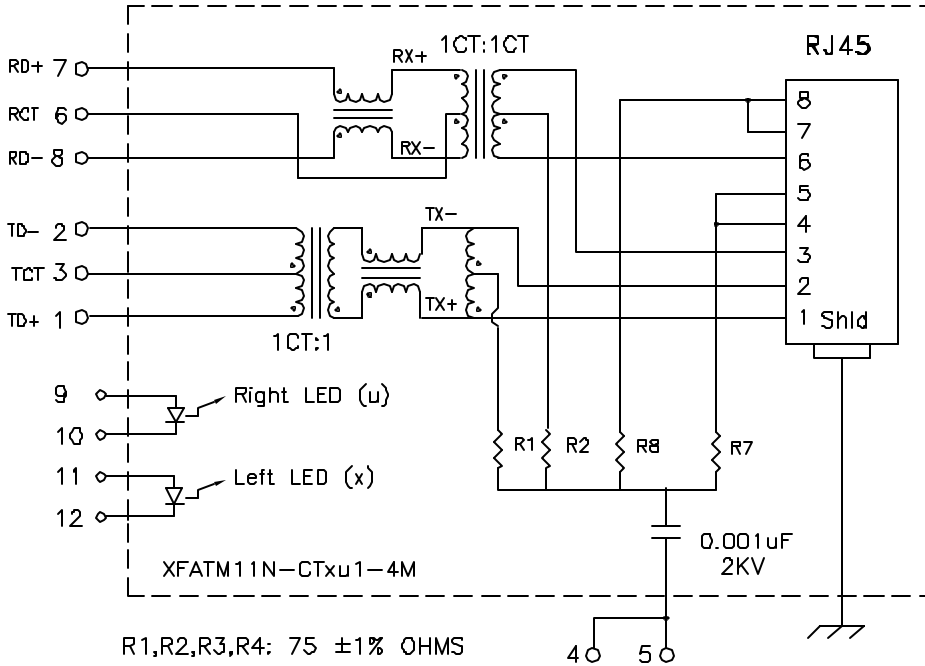 1CT:1CT
RJ45
RX+
RD+ 7
RCT 6
RD- 8
RX-
8
7
6
5
4
3
2
1 Shld
TD- 2
TCT 3
TD+ 1
TX-
TX+
1CT:1
9
10
Right LED (u)
11
12
Left LED (x)
R1
R2
R8
R7
0.001uF
2KV
XFATM11N-CTxu1-4M
R1,R2,R3,R4: 75 ±1% OHMS
4
5